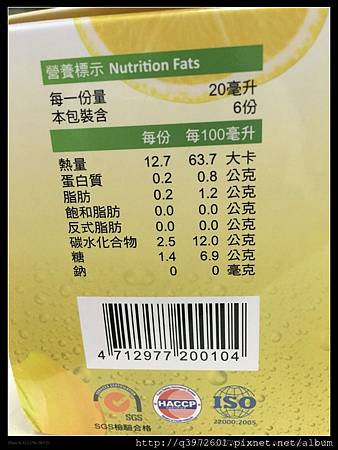 營養標示 Nutrition Fats
每一份量 20毫升
本包裝含 6份
每份 每100毫升
熱量 12.7 63.7 大卡
蛋白質 0.2 0.8 公克
脂肪 0.2 1.2 公克
飽和脂肪 0.0 0.0 公克
反式脂肪 0.0 0.0 公克
碳水化合物 2.5 12.0 公克
糖 1.4 6.9 公克
鈉 0 0 毫克
4 712977 200104
SGS
HACCP
ISO
SGS檢驗合格
22000:2005
http://q3972601.pixnet.net/album